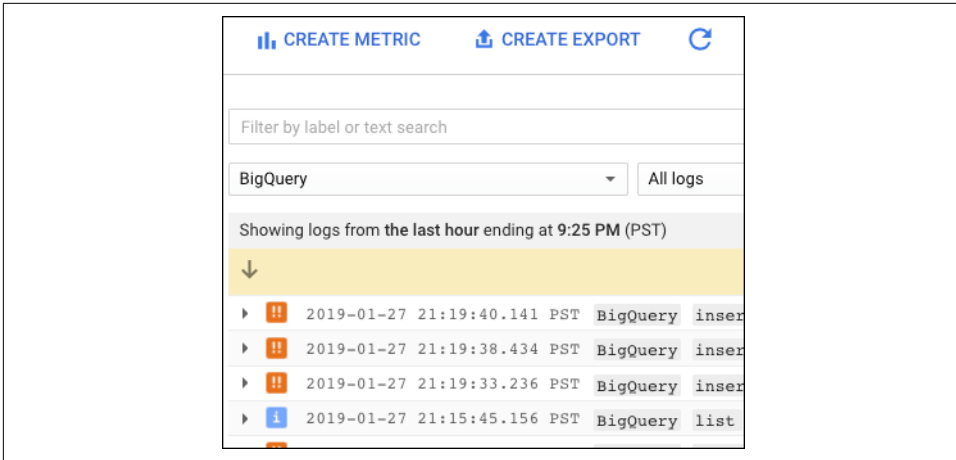 CREATE METRIC CREATE EXPORT
Filter by label or text search
BigQuery All logs
Showing logs from the last hour ending at 9:25 PM (PST)
!! 2019-01-27 21:19:40.141 PST BigQuery inser
!! 2019-01-27 21:19:38.434 PST BigQuery inser
!! 2019-01-27 21:19:33.236 PST BigQuery inser
i 2019-01-27 21:15:45.156 PST BigQuery list